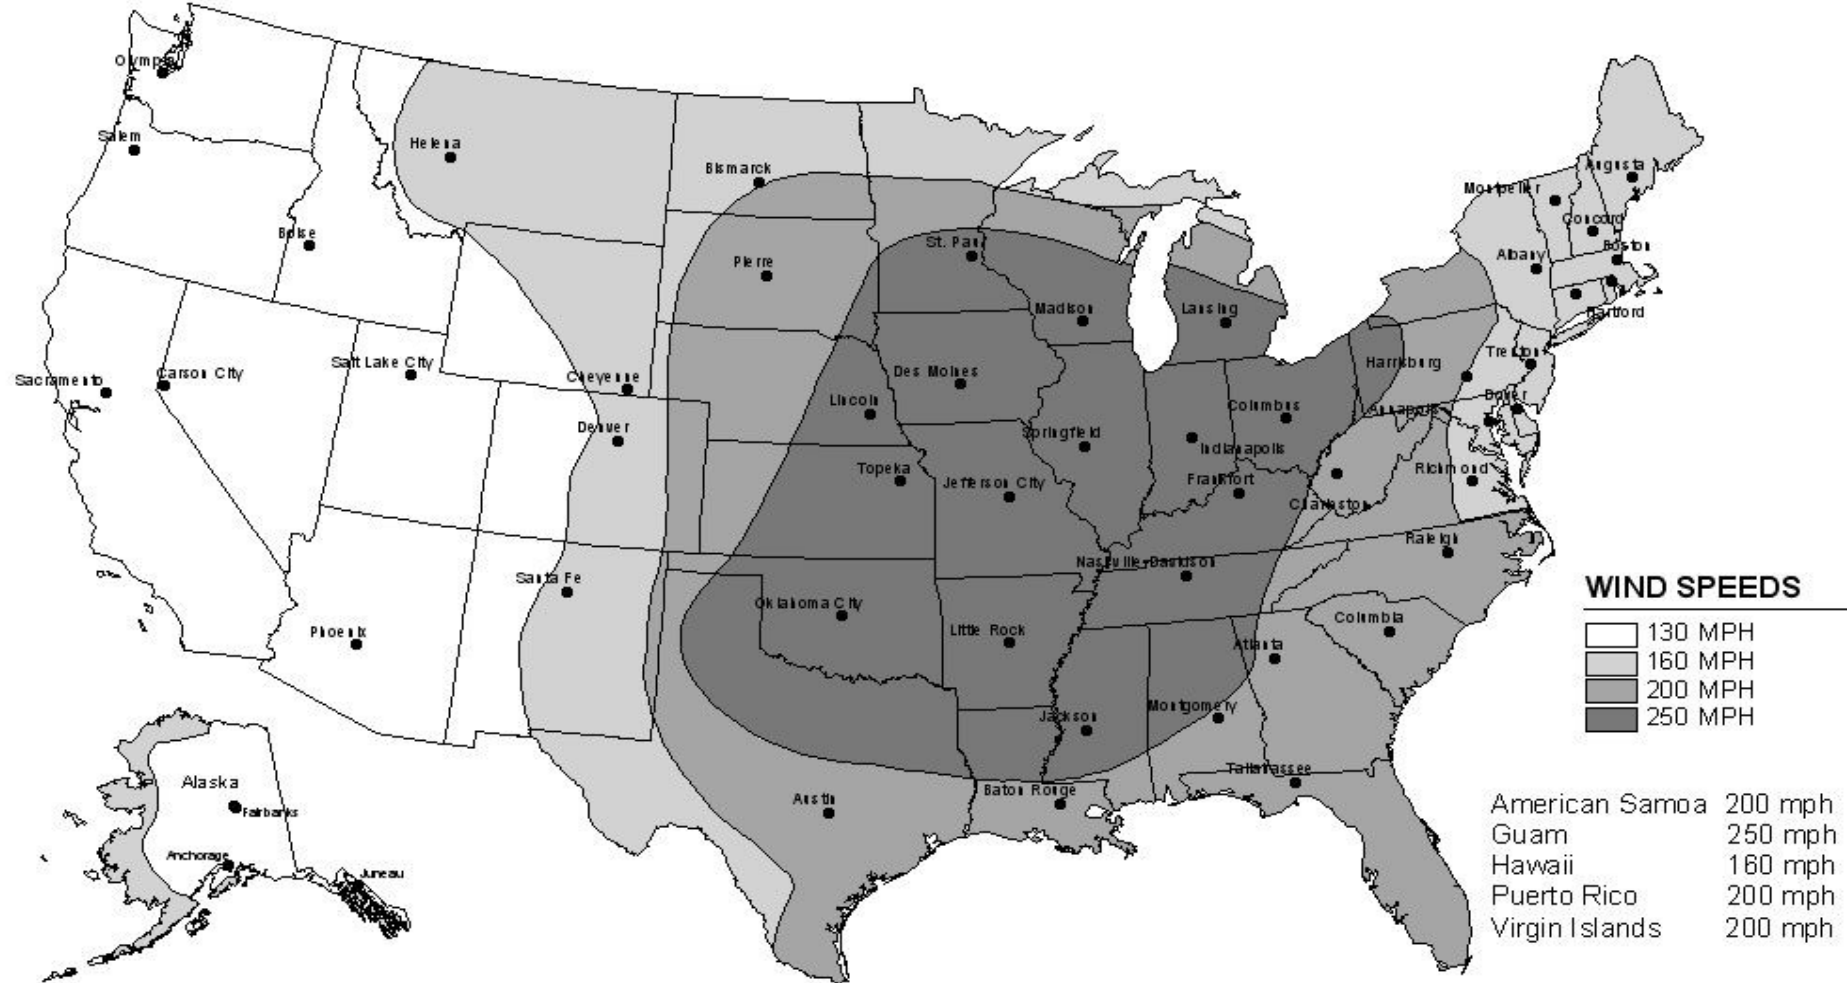 Olympia
Salem
Helena
Bismarck
Boise
Pierre
St. Paul
Madison
Lansing
Montpelier
Augusta
Concord
Albany
Boston
Hartford
Sacramento
Carson City
Salt Lake City
Cheyenne
Denver
Lincoln
Des Moines
Springfield
Indianapolis
Columbus
Harrisburg
Trenton
Dover
Annapolis
Topeka
Jefferson City
Frankfort
Charleston
Richmond
Raleigh
Phoenix
Santa Fe
Oklahoma City
Little Rock
Nashville-Davidson
Atlanta
Columbia
Jackson
Montgomery
Tallahassee
Austin
Baton Rouge
Alaska
Fairbanks
Anchorage
Juneau
WIND SPEEDS
130 MPH
160 MPH
200 MPH
250 MPH
American Samoa 200 mph
Guam 250 mph
Hawaii 160 mph
Puerto Rico 200 mph
Virgin Islands 200 mph